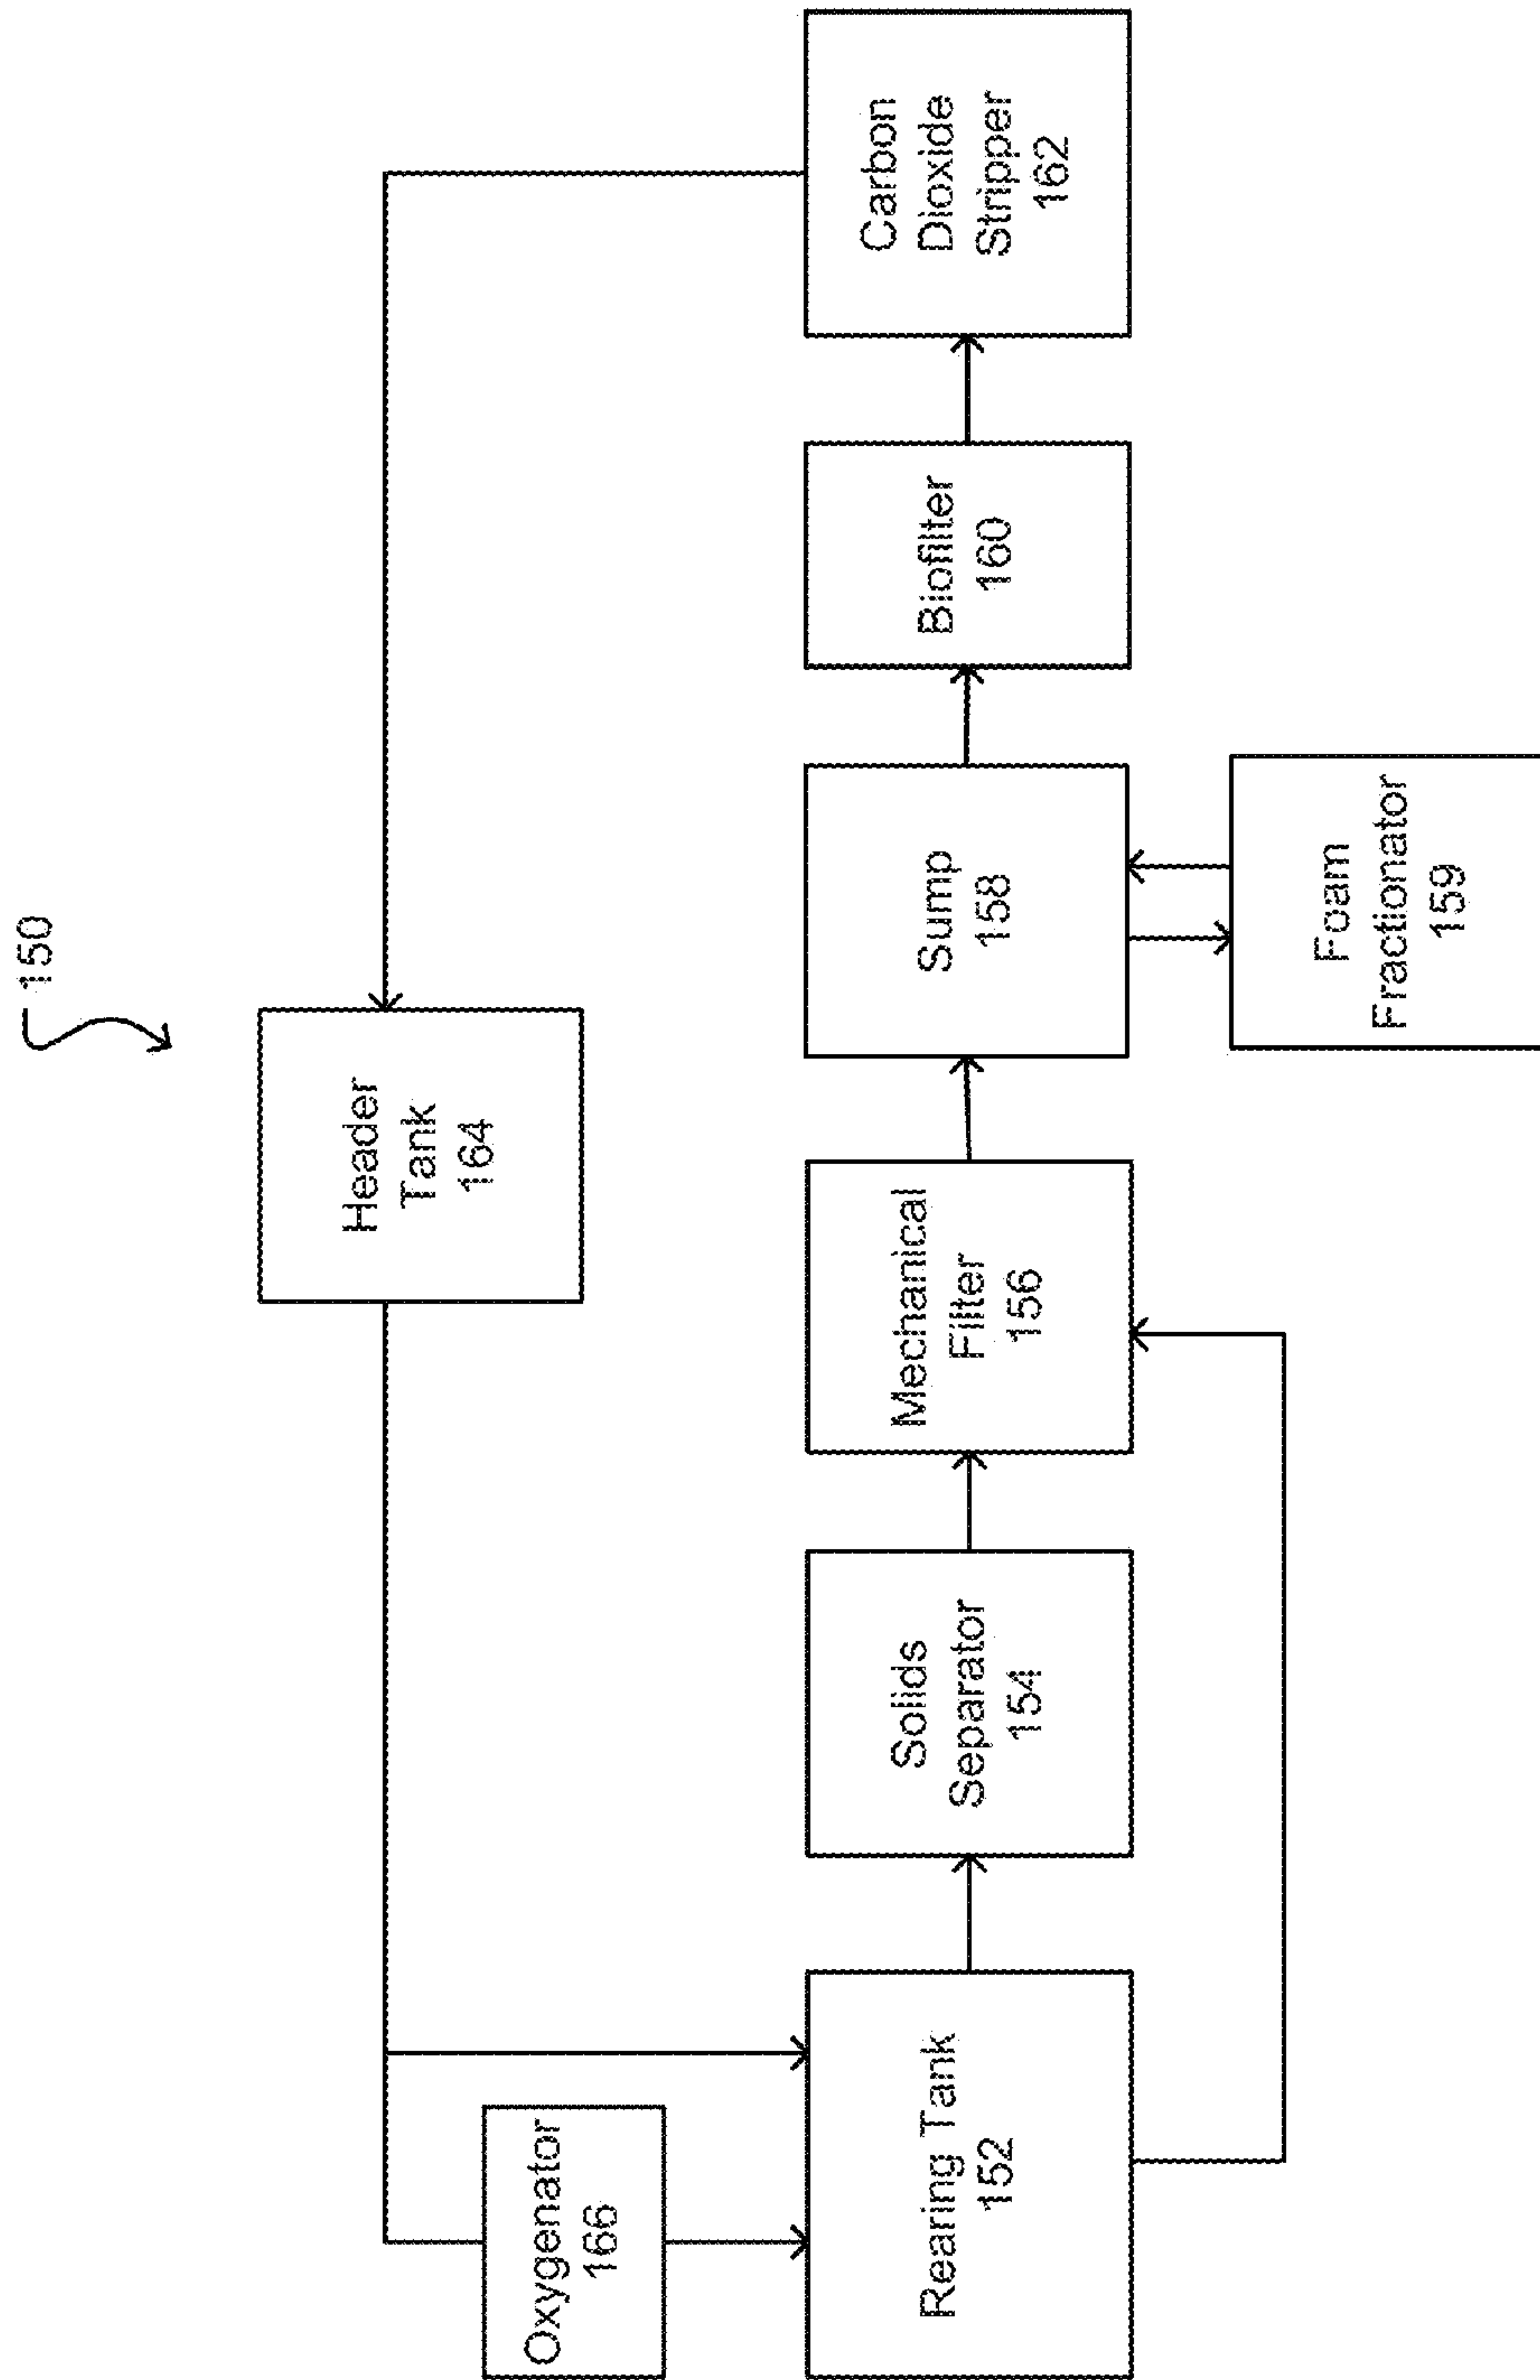 150
Header
Tank
164
Oxygenator
166
Rearing Tank
152
Solids
Separator
154
Mechanical
Filter
156
Sump
158
Biofilter
160
Carbon
Dioxide
Stripper
162
Foam
Fractionator
159